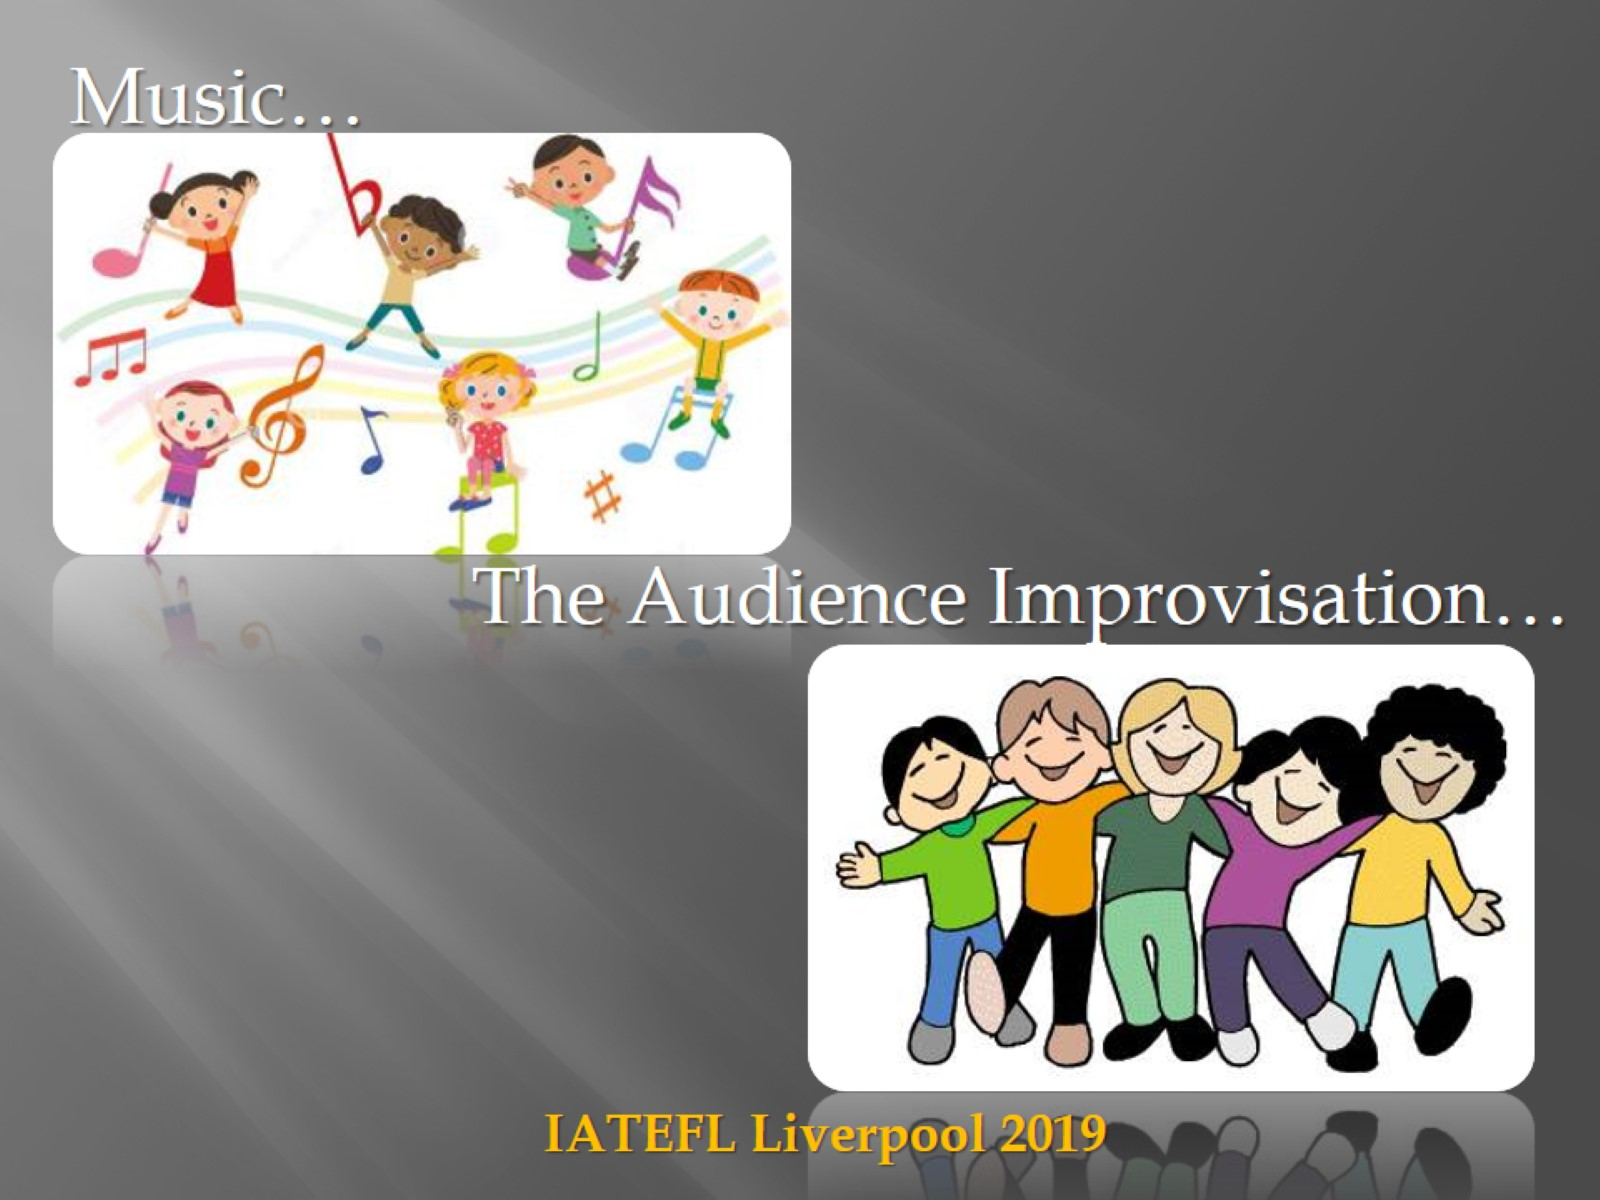 Music…
The Audience Improvisation…
IATEFL Liverpool 2019